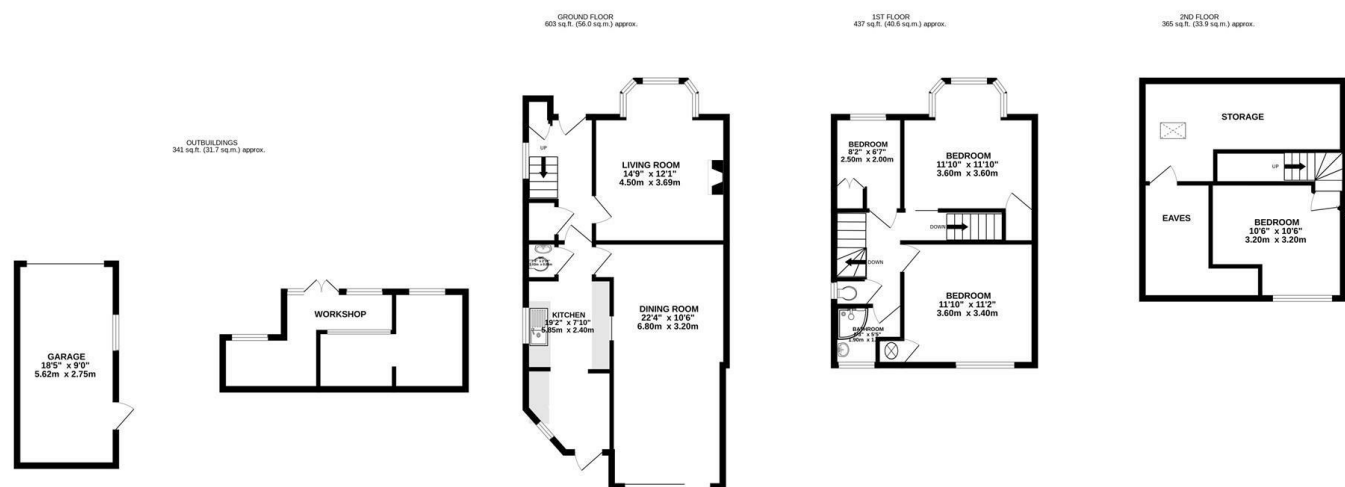 GROUND FLOOR
603 sq.ft. (56.0 sq.m.) approx.
1ST FLOOR
437 sq.ft. (40.6 sq.m.) approx.
2ND FLOOR
365 sq.ft. (33.9 sq.m.) approx.
OUTBUILDINGS
341 sq.ft. (31.7 sq.m.) approx.
GARAGE
18'5" x 9'0"
5.62m x 2.75m
WORKSHOP
UP
LIVING ROOM
14'9" x 12'1"
4.50m x 3.69m
KITCHEN
19'2" x 7'10"
5.85m x 2.40m
DINING ROOM
22'4" x 10'6"
6.80m x 3.20m
BEDROOM
8'2" x 6'7"
2.50m x 2.00m
BEDROOM
11'10" x 11'10"
3.60m x 3.60m
DOWN
DOWN
BEDROOM
11'10" x 11'2"
3.60m x 3.40m
BATHROOM
STORAGE
UP
EAVES
BEDROOM
10'6" x 10'6"
3.20m x 3.20m